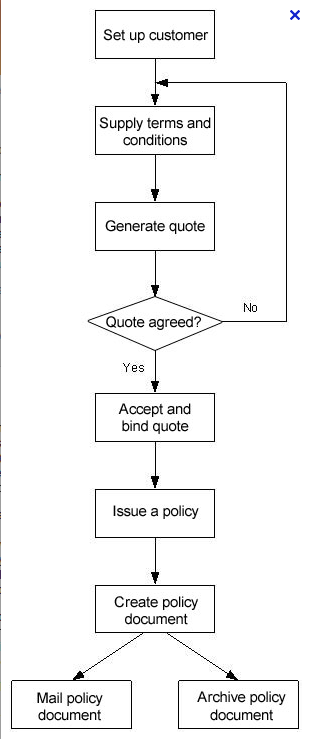 Set up customer
Supply terms and
conditions
Generate quote
Quote agreed?
No
Yes
Accept and
bind quote
Issue a policy
Create policy
document
Mail policy
document
Archive policy
document